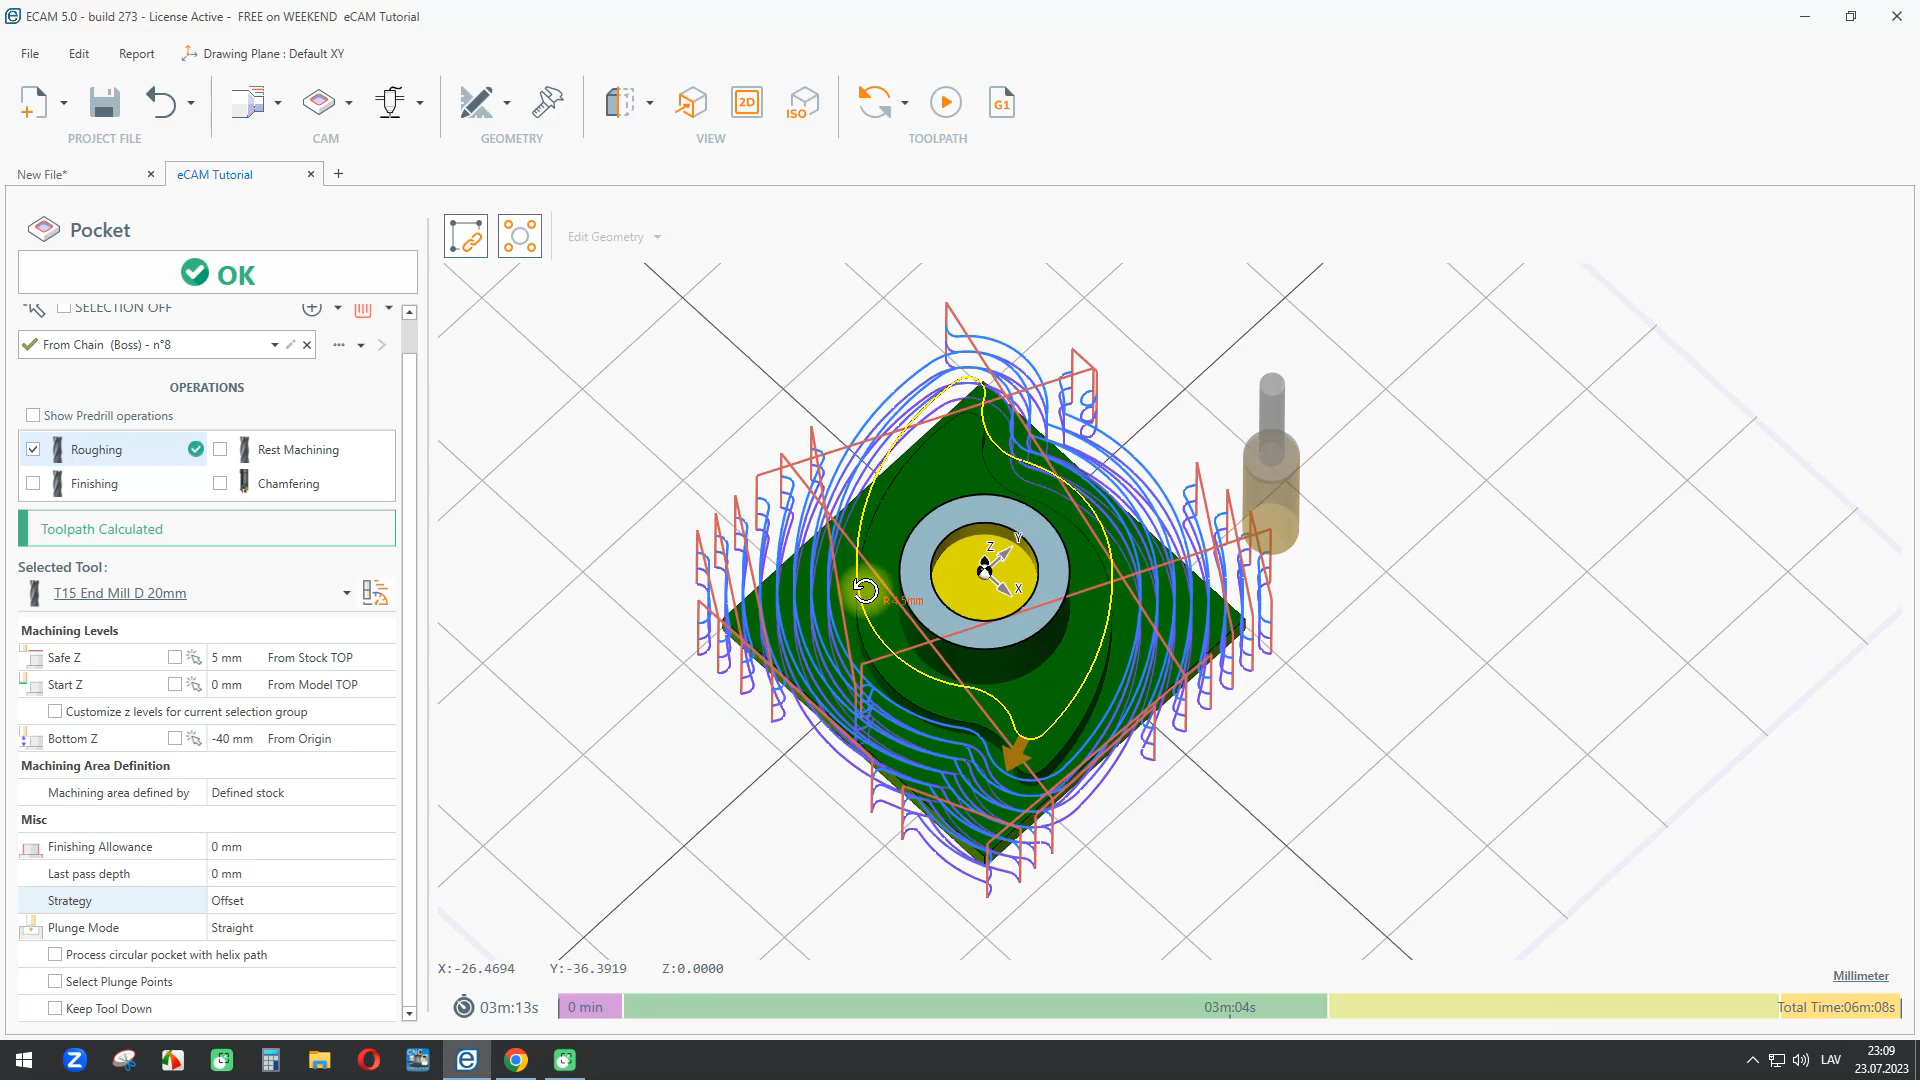 ECAM 5.0 - build 273 - License Active -  FREE on WEEKEND  eCAM Tutorial
File  Edit  Report  Drawing Plane : Default XY
2D  ISO  G1
PROJECT FILE  CAM  GEOMETRY  VIEW  TOOLPATH
New File*  eCAM Tutorial
Pocket
Edit Geometry
OK
SELECTION OFF
From Chain  (Boss) - n°8
OPERATIONS
Show Predrill operations
Roughing  Rest Machining
Finishing  Chamfering
Toolpath Calculated
Selected Tool :
T15 End Mill D 20mm
Machining Levels
Safe Z  5 mm  From Stock TOP
Start Z  0 mm  From Model TOP
Customize z levels for current selection group
Bottom Z  -40 mm  From Origin
Machining Area Definition
Machining area defined by  Defined stock
Misc
Finishing Allowance  0 mm
Last pass depth  0 mm
Strategy  Offset
Plunge Mode  Straight
Process circular pocket with helix path
Select Plunge Points
Keep Tool Down
Z  Y
X
X:-26.4694  Y:-36.3919  Z:0.0000
Millimeter
03m:13s  0 min  03m:04s  Total Time:06m:08s
LAV
23:09
23.07.2023